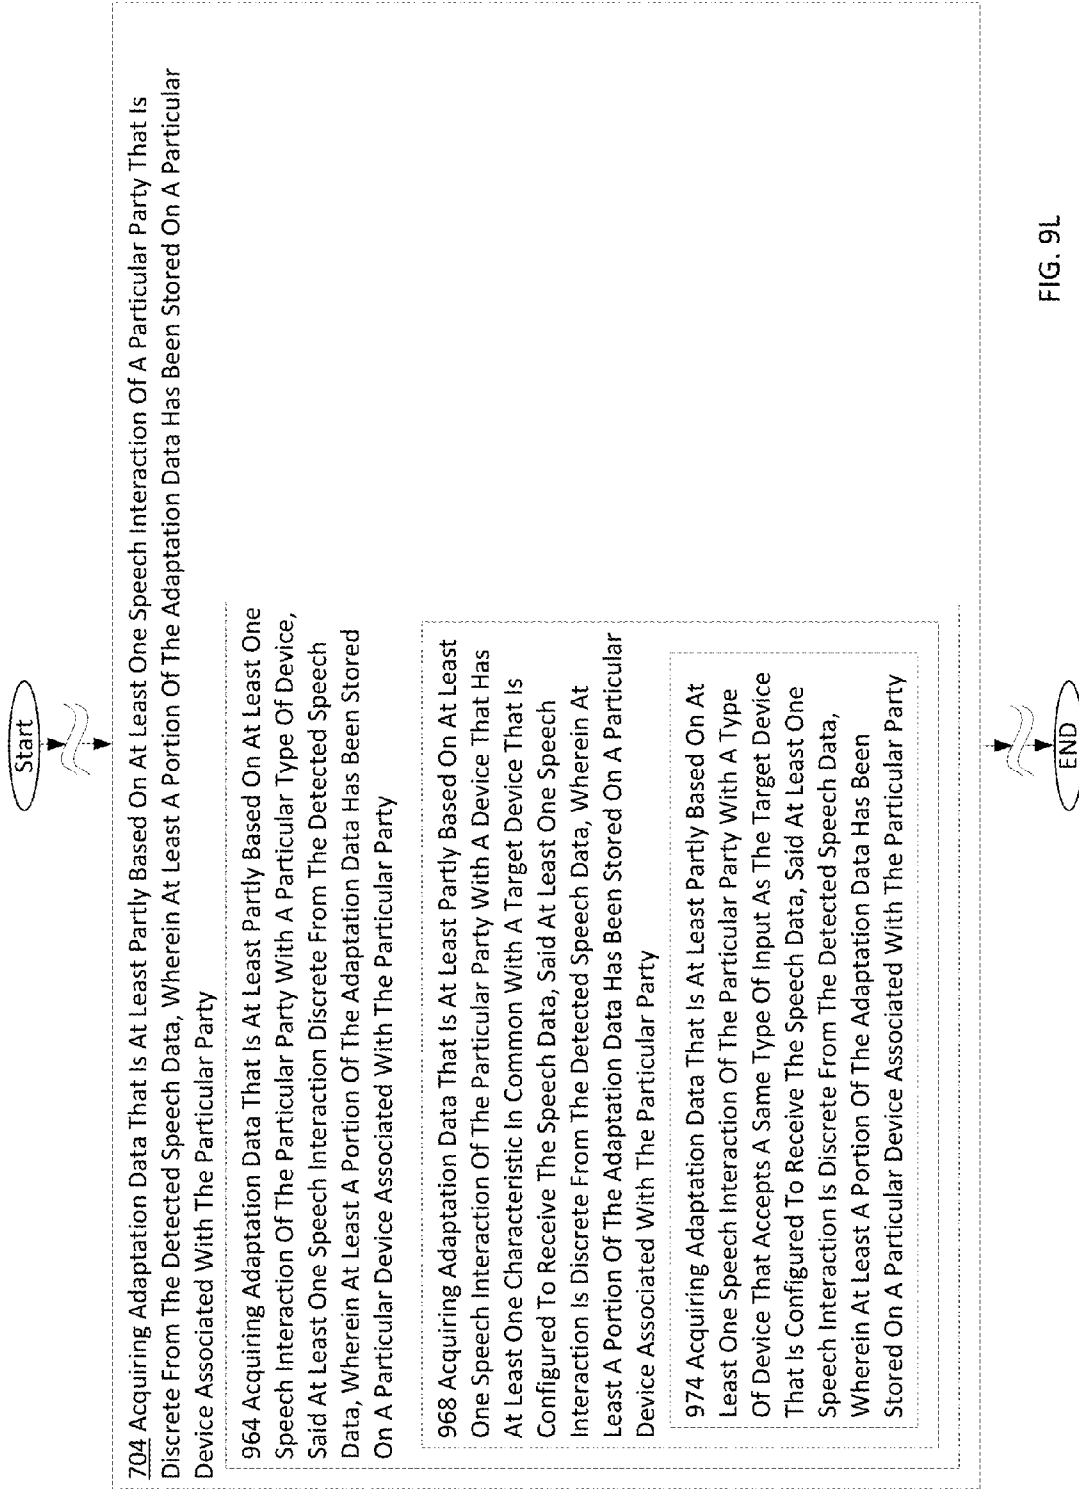 Start
704 Acquiring Adaptation Data That Is At Least Partly Based On At Least One Speech Interaction Of A Particular Party That Is
Discrete From The Detected Speech Data, Wherein At Least A Portion Of The Adaptation Data Has Been Stored On A Particular
Device Associated With The Particular Party
964 Acquiring Adaptation Data That Is At Least Partly Based On At Least One
Speech Interaction Of The Particular Party With A Particular Type Of Device,
Said At Least One Speech Interaction Discrete From The Detected Speech
Data, Wherein At Least A Portion Of The Adaptation Data Has Been Stored
On A Particular Device Associated With The Particular Party
968 Acquiring Adaptation Data That Is At Least Partly Based On At Least
One Speech Interaction Of The Particular Party With A Device That Has
At Least One Characteristic In Common With A Target Device That Is
Configured To Receive The Speech Data, Said At Least One Speech
Interaction Is Discrete From The Detected Speech Data, Wherein At
Least A Portion Of The Adaptation Data Has Been Stored On A Particular
Device Associated With The Particular Party
974 Acquiring Adaptation Data That Is At Least Partly Based On At
Least One Speech Interaction Of The Particular Party With A Type
Of Device That Accepts A Same Type Of Input As The Target Device
That Is Configured To Receive The Speech Data, Said At Least One
Speech Interaction Is Discrete From The Detected Speech Data,
Wherein At Least A Portion Of The Adaptation Data Has Been
Stored On A Particular Device Associated With The Particular Party
END
FIG. 9L